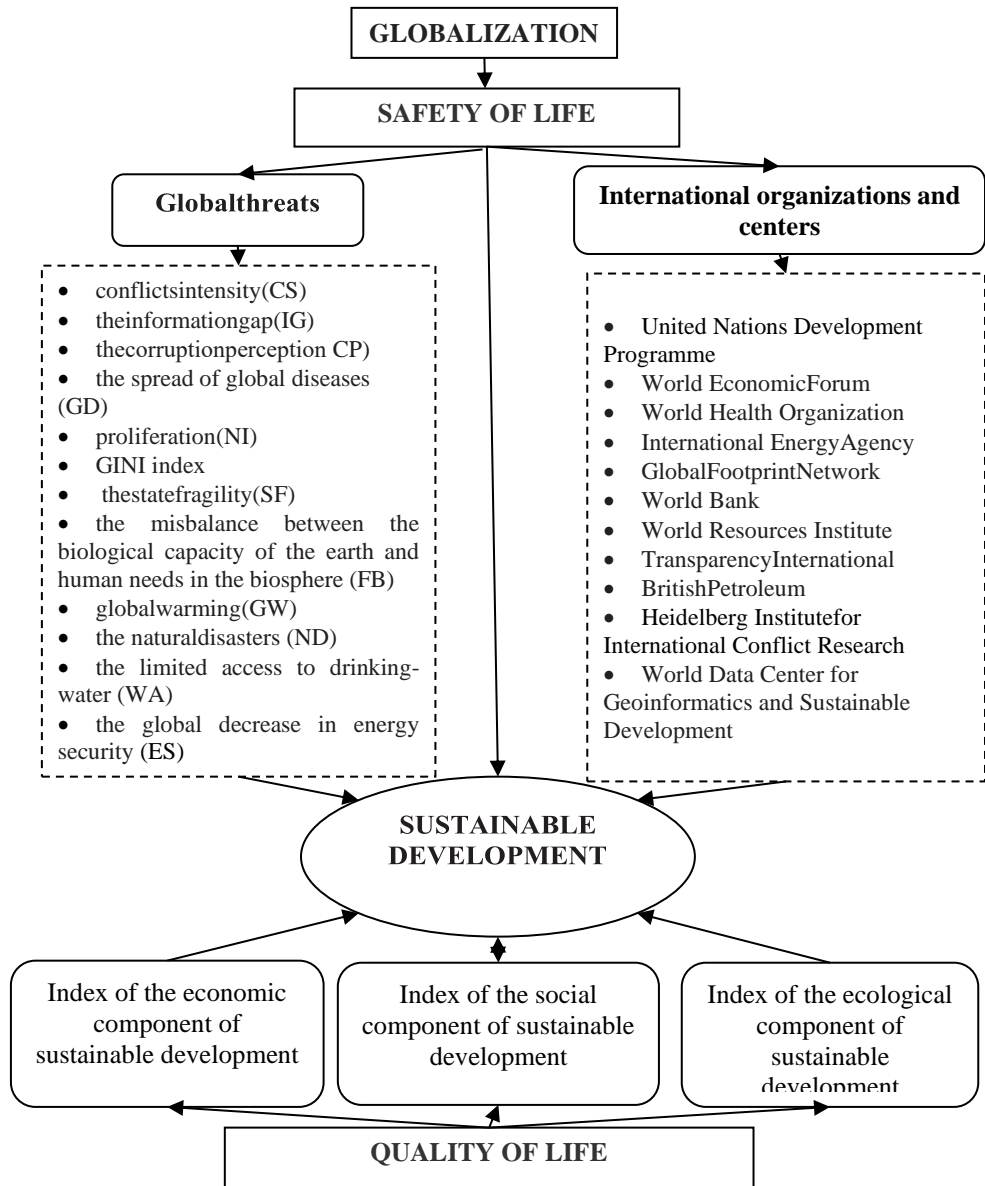 GLOBALIZATION
SAFETY OF LIFE
Globalthreats
• conflictsintensity(CS)
• theinformationgap(IG)
• thecorruptionperception CP)
• the spread of global diseases
(GD)
• proliferation(NI)
• GINI index
• thestatefragility(SF)
• the misbalance between the
biological capacity of the earth and
human needs in the biosphere (FB)
• globalwarming(GW)
• the naturaldisasters (ND)
• the limited access to drinking-
water (WA)
• the global decrease in energy
security (ES)
International organizations and
centers
• United Nations Development
Programme
• World EconomicForum
• World Health Organization
• International EnergyAgency
• GlobalFootprintNetwork
• World Bank
• World Resources Institute
• TransparencyInternational
• BritishPetroleum
• Heidelberg Institutefor
International Conflict Research
• World Data Center for
Geoinformatics and Sustainable
Development
SUSTAINABLE
DEVELOPMENT
Index of the economic
component of
sustainable development
Index of the social
component of sustainable
development
Index of the ecological
component of
sustainable
development
QUALITY OF LIFE